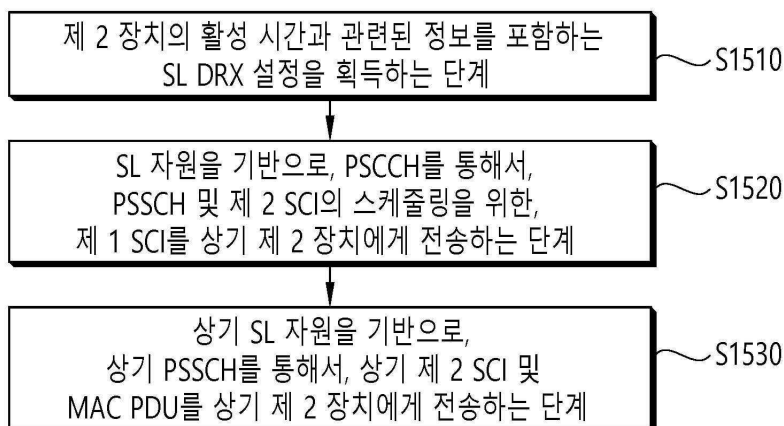 제 2 장치의 활성 시간과 관련된 정보를 포함하는
SL DRX 설정을 획득하는 단계
S1510
SL 자원을 기반으로, PSCCH를 통해서,
PSSCH 및 제 2 SCI의 스케줄링을 위한,
제 1 SCI를 상기 제 2 장치에게 전송하는 단계
S1520
상기 SL 자원을 기반으로,
상기 PSSCH를 통해서, 상기 제 2 SCI 및
MAC PDU를 상기 제 2 장치에게 전송하는 단계
S1530